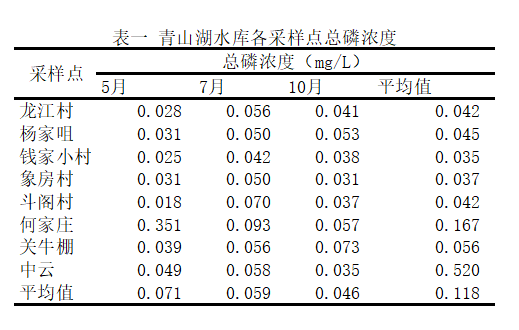 表一 青山湖水库各采样点总磷浓度
采样点 总磷浓度（mg/L）
5月 7月 10月 平均值
龙江村 0.028 0.056 0.041 0.042
杨家咀 0.031 0.050 0.053 0.045
钱家小村 0.025 0.042 0.038 0.035
象房村 0.031 0.050 0.031 0.037
斗阁村 0.018 0.070 0.037 0.042
何家庄 0.351 0.093 0.057 0.167
关牛棚 0.039 0.056 0.073 0.056
中云 0.049 0.058 0.035 0.520
平均值 0.071 0.059 0.046 0.118